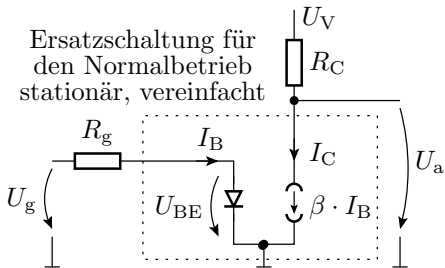 Ersatzschaltung für
den Normalbetrieb
stationär, vereinfacht
U_V
R_C
R_g
I_B
I_C
U_a
U_g
U_BE
β · I_B